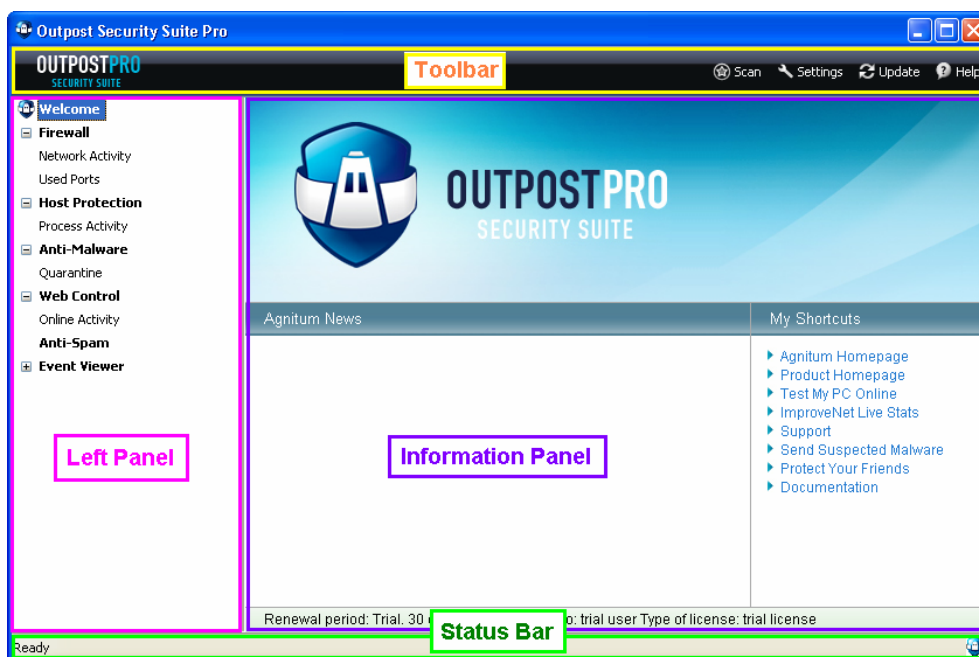 Outpost Security Suite Pro
OUTPOSTPRO
SECURITY SUITE
Toolbar
Scan Settings Update Help
Welcome
Firewall
Network Activity
Used Ports
Host Protection
Process Activity
Anti-Malware
Quarantine
Web Control
Online Activity
Anti-Spam
Event Viewer
Left Panel
OUTPOSTPRO
SECURITY SUITE
Agnitum News
Information Panel
My Shortcuts
Agnitum Homepage
Product Homepage
Test My PC Online
ImproveNet Live Stats
Support
Send Suspected Malware
Protect Your Friends
Documentation
Renewal period: Trial. 30 trial user Type of license: trial license
Status Bar
Ready